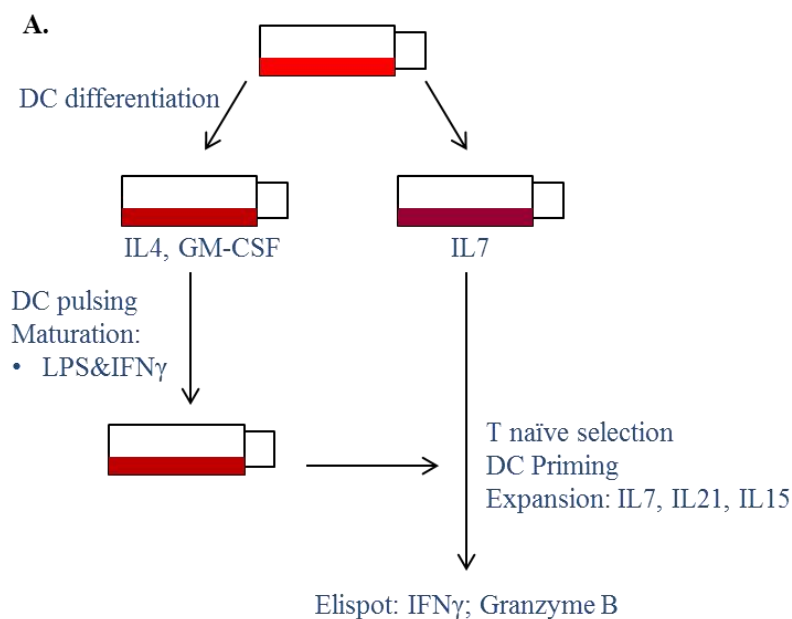 A.
DC differentiation
IL4, GM-CSF
IL7
DC pulsing
Maturation:
• LPS&IFNγ
T naïve selection
DC Priming
Expansion: IL7, IL21, IL15
Elispot: IFNγ; Granzyme B